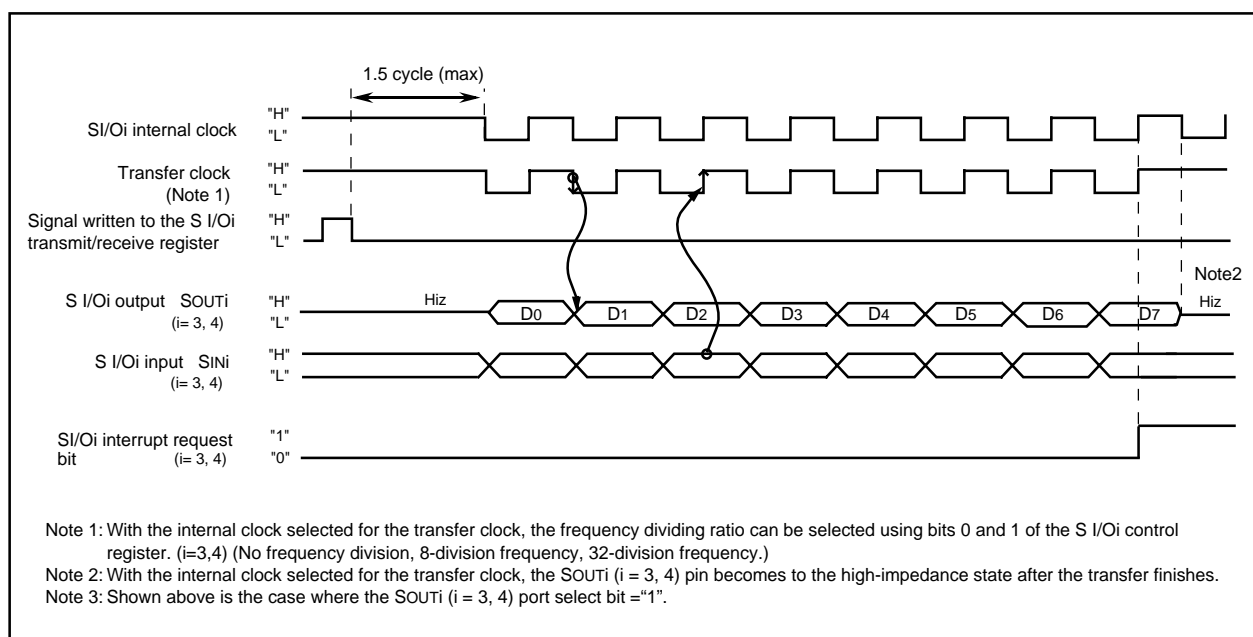 1.5 cycle (max)
SI/Oi internal clock
"H"
"L"
Transfer clock
(Note 1)
"H"
"L"
Signal written to the S I/Oi
transmit/receive register
"H"
"L"
Note2
S I/Oi output SOUTi
(i= 3, 4)
"H"
"L"
Hiz
D0 D1 D2 D3 D4 D5 D6 D7
Hiz
S I/Oi input SINi
(i= 3, 4)
"H"
"L"
SI/Oi interrupt request
bit (i= 3, 4)
"1"
"0"
Note 1: With the internal clock selected for the transfer clock, the frequency dividing ratio can be selected using bits 0 and 1 of the S I/Oi control
register. (i=3,4) (No frequency division, 8-division frequency, 32-division frequency.)
Note 2: With the internal clock selected for the transfer clock, the SOUTi (i = 3, 4) pin becomes to the high-impedance state after the transfer finishes.
Note 3: Shown above is the case where the SOUTi (i = 3, 4) port select bit =“1”.